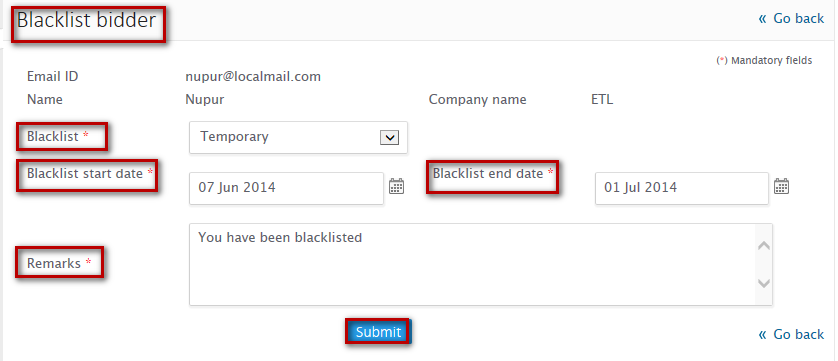 Blacklist bidder
« Go back
(*) Mandatory fields
Email ID nupur@localmail.com
Name Nupur Company name ETL
Blacklist * Temporary
Blacklist start date * 07 Jun 2014 Blacklist end date * 01 Jul 2014
You have been blacklisted
Remarks *
Submit
« Go back